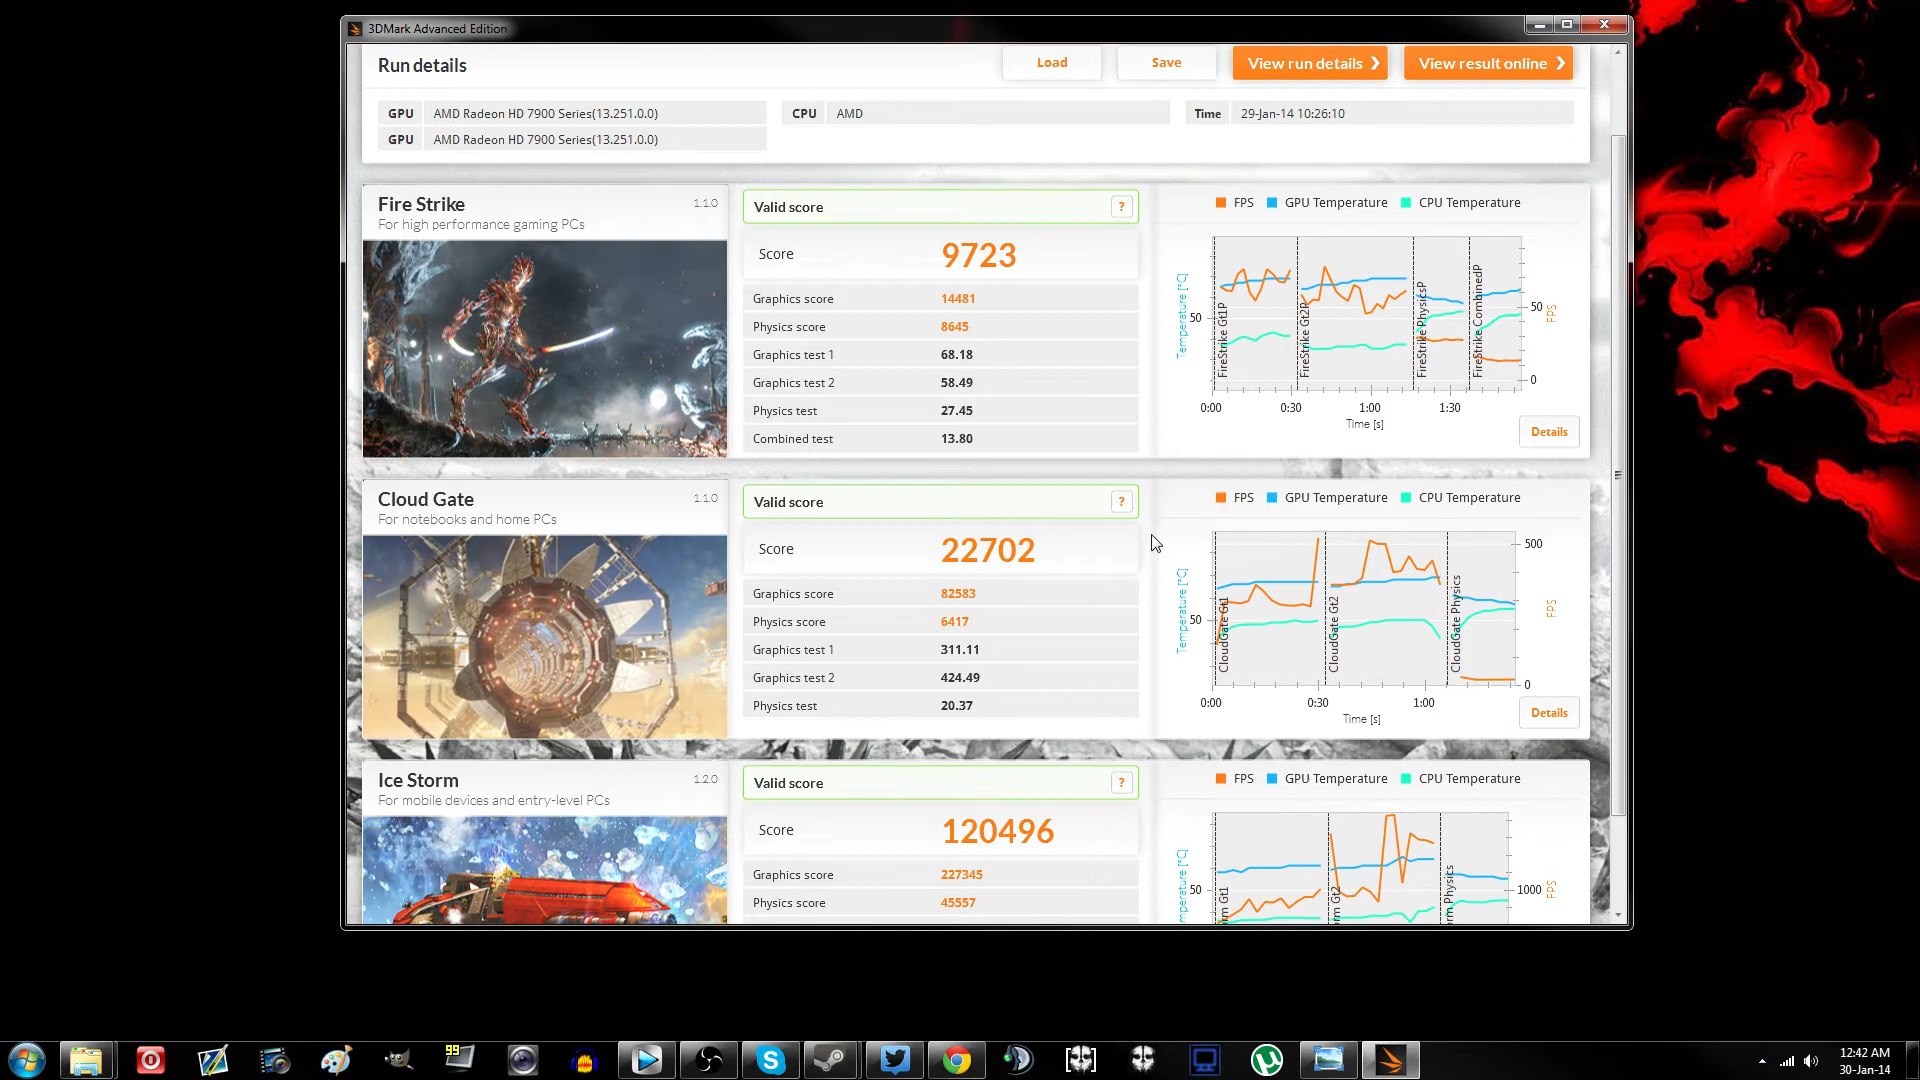 3DMark Advanced Edition
Run details
Load
Save
View run details
View result online
GPU AMD Radeon HD 7900 Series(13.251.0.0)
CPU AMD
Time 29-Jan-14 10:26:10
GPU AMD Radeon HD 7900 Series(13.251.0.0)
Fire Strike 1.1.0
For high performance gaming PCs
Valid score ?
Score 9723
Graphics score 14481
Physics score 8645
Graphics test 1 68.18
Graphics test 2 58.49
Physics test 27.45
Combined test 13.80
FPS GPU Temperature CPU Temperature
Temperature [°C]
50
FireStrike Gt1P
FireStrike Gt2P
FireStrike PhysicsP
FireStrike CombinedP
50
0
FPS
0:00 0:30 1:00 1:30
Time [s]
Details
Cloud Gate 1.1.0
For notebooks and home PCs
Valid score ?
Score 22702
Graphics score 82583
Physics score 6417
Graphics test 1 311.11
Graphics test 2 424.49
Physics test 20.37
FPS GPU Temperature CPU Temperature
Temperature [°C]
50
CloudGate Gt1
CloudGate Gt2
CloudGate Physics
500
0
FPS
0:00 0:30 1:00
Time [s]
Details
Ice Storm 1.2.0
For mobile devices and entry-level PCs
Valid score ?
Score 120496
Graphics score 227345
Physics score 45557
FPS GPU Temperature CPU Temperature
mperature [°C]
50
orm Gt1
orm Gt2
orm Physics
1000
FPS
99
12:42 AM
30-Jan-14